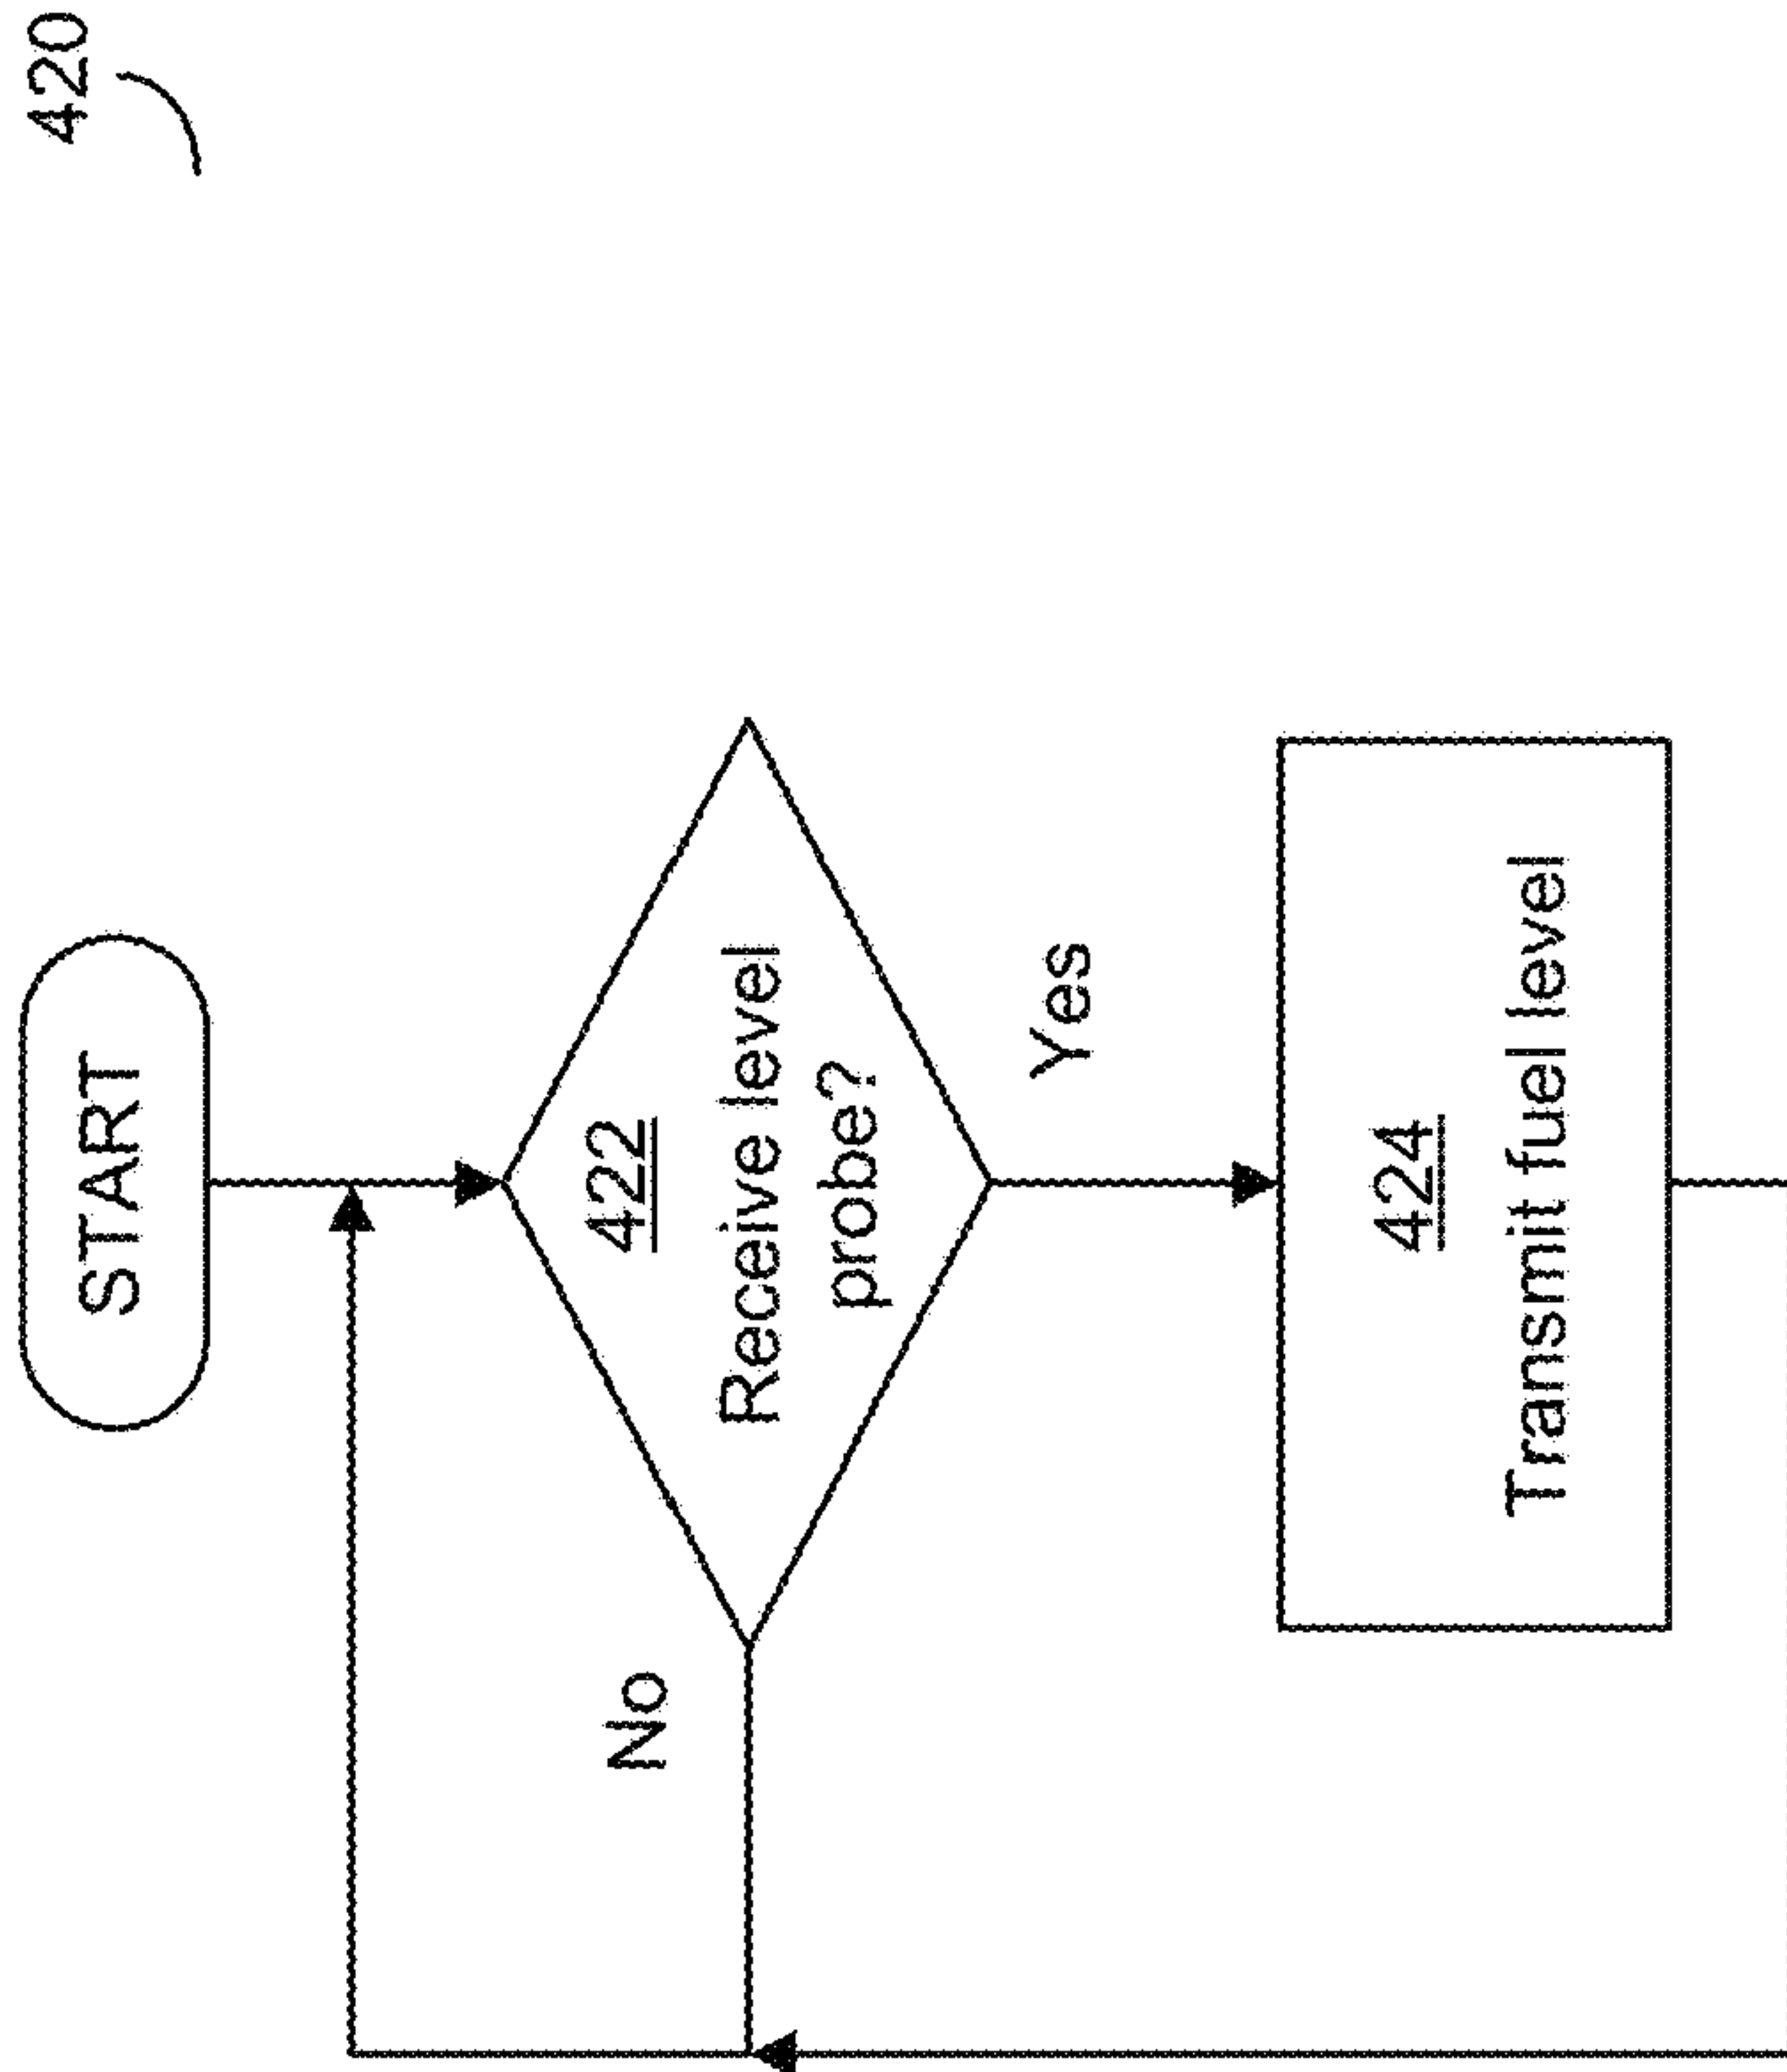 420
START
422
Receive level
probe?
No
Yes
424
Transmit fuel level